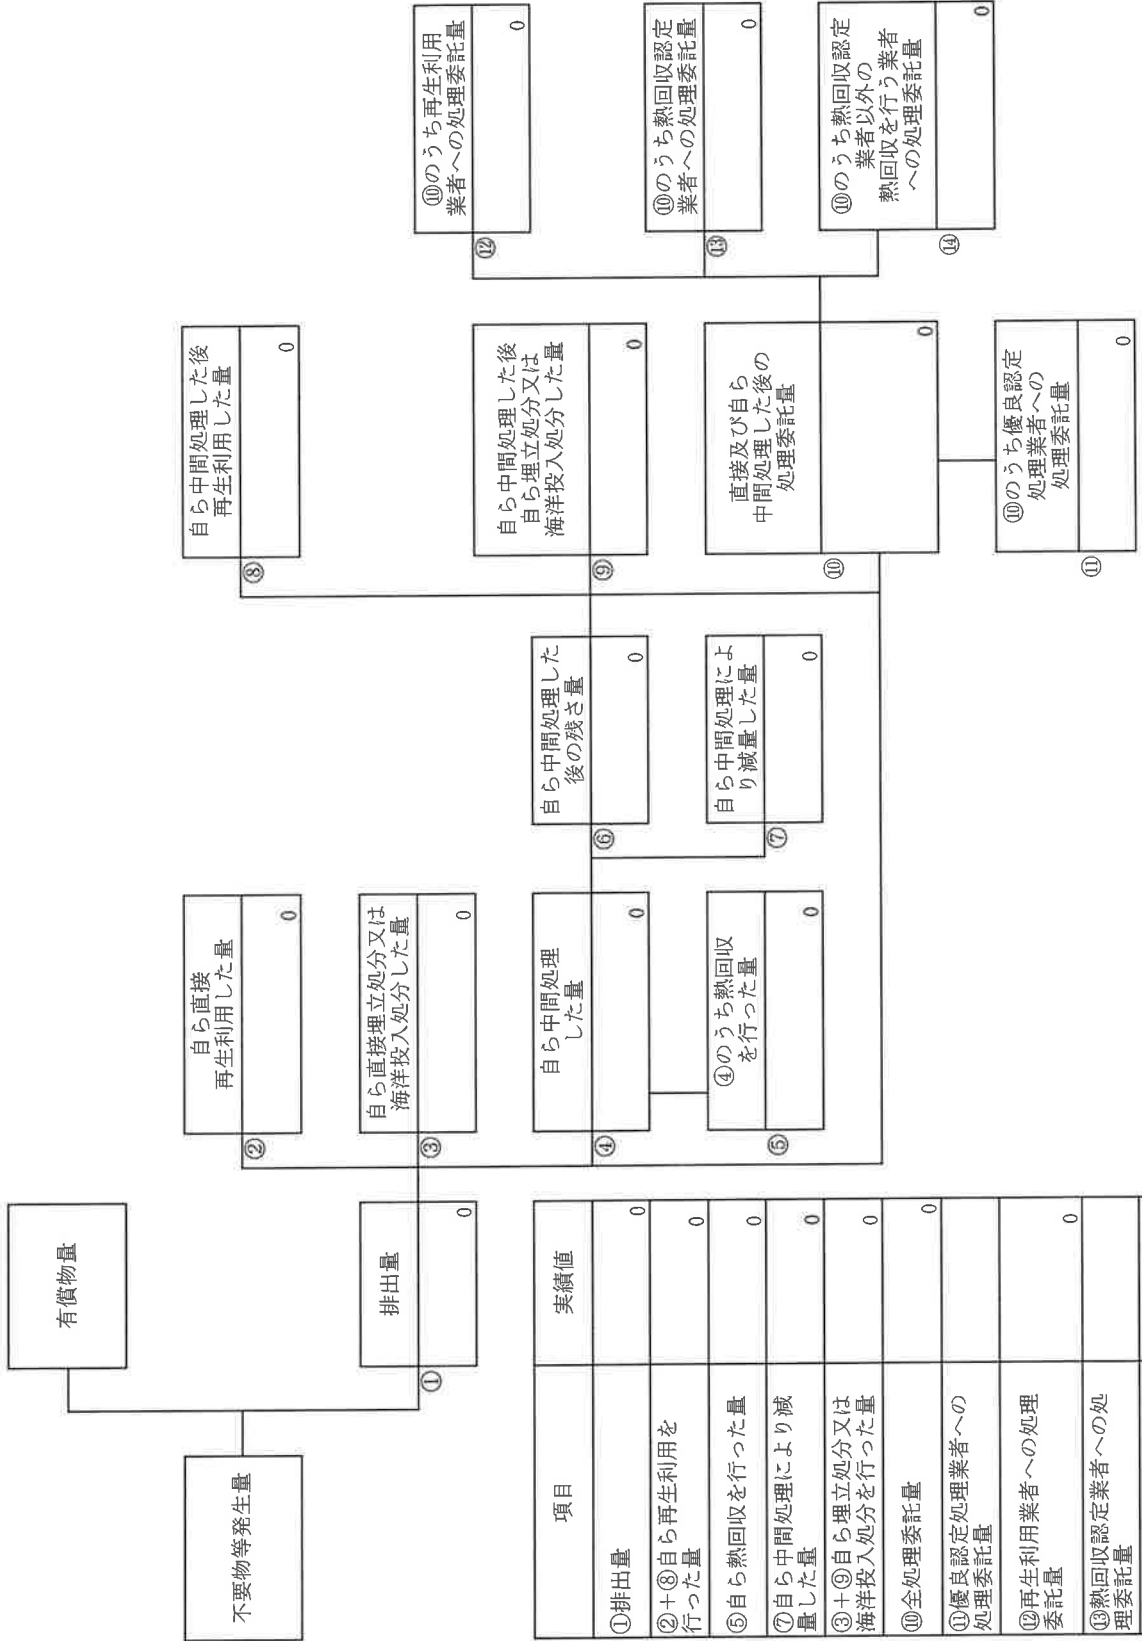 不要物等発生量
有償物量
①
排出量
0
②
自ら直接
再生利用した量
0
③
自ら直接埋立処分又は
海洋投入処分した量
0
④
自ら中間処理
した量
0
⑤
④のうち熱回収
を行った量
0
⑥
自ら中間処理した
後の残さ量
0
⑦
自ら中間処理によ
り減量した量
0
⑧
自ら中間処理した後
再生利用した量
0
⑨
自ら中間処理した後
自ら埋立処分又は
海洋投入処分した量
0
⑩
直接及び自ら
中間処理した後の
処理委託量
0
⑪
⑩のうち優良認定
処理業者への
処理委託量
0
⑫
⑩のうち再生利用
業者への処理委託量
0
⑬
⑩のうち熱回収認定
業者への処理委託量
0
⑭
⑩のうち熱回収認定
業者以外の
熱回収を行う業者
への処理委託量
0
項目 実績値
①排出量 0
②+⑧自ら再生利用を
行った量 0
⑤自ら熱回収を行った量 0
⑦自ら中間処理により減
量した量 0
③+⑨自ら埋立処分又は
海洋投入処分を行った量 0
⑩全処理委託量 0
⑪優良認定処理業者への
処理委託量
⑫再生利用業者への処理
委託量 0
⑬熱回収認定業者への処
理委託量